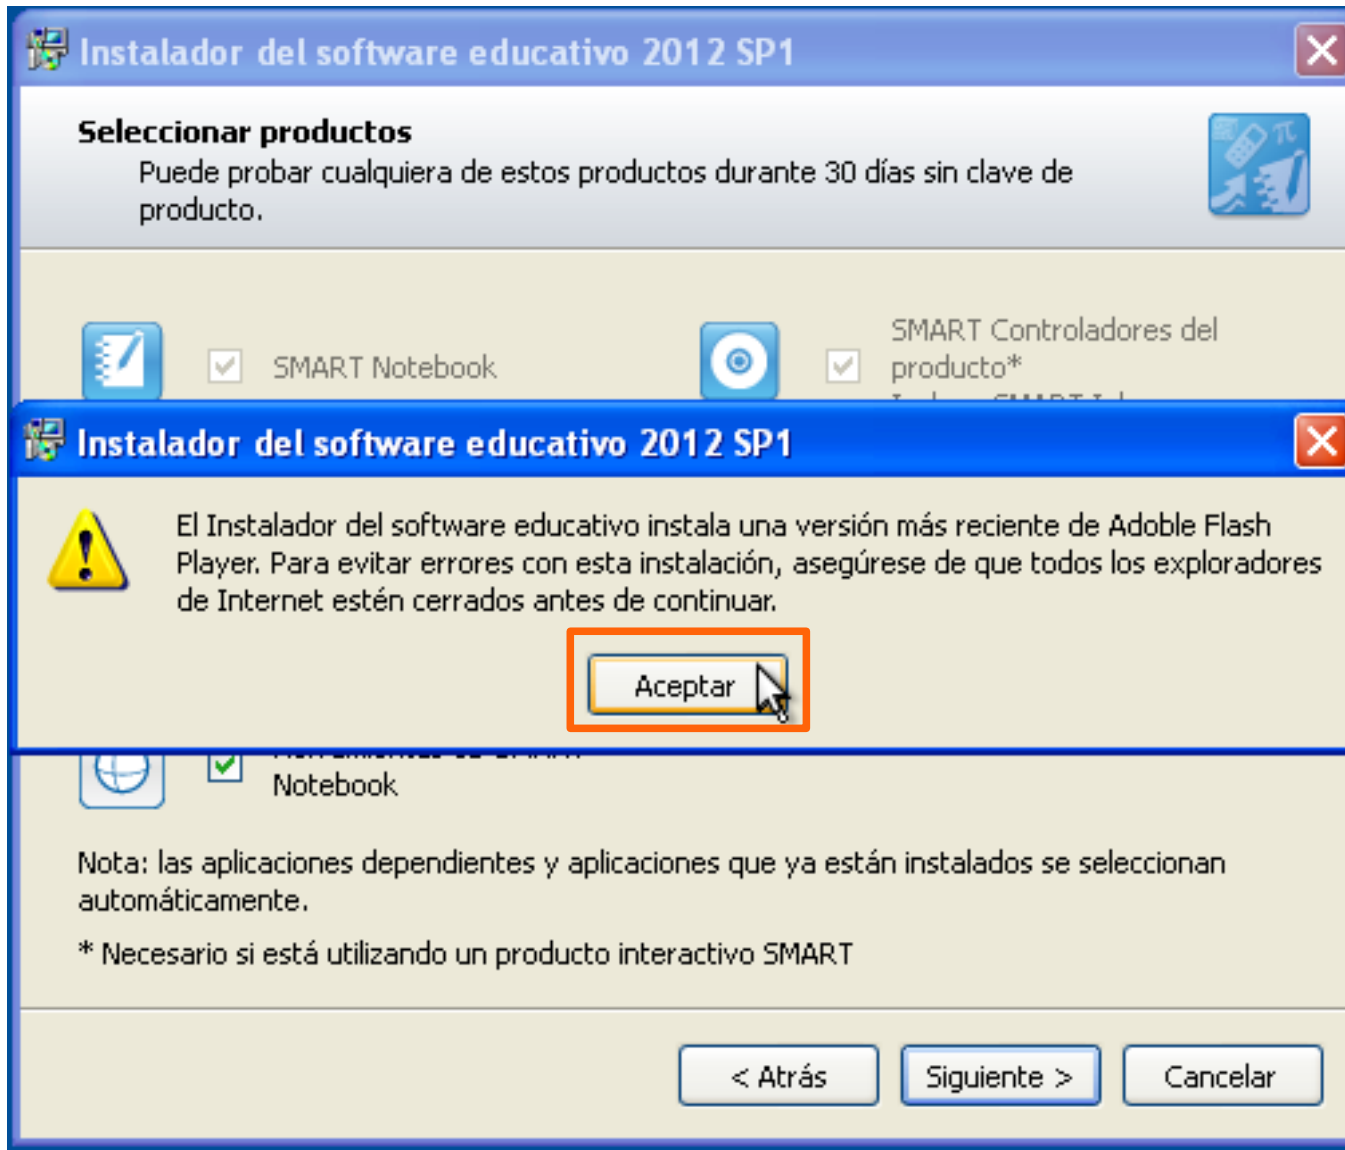 Instalador del software educativo 2012 SP1
Seleccionar productos
Puede probar cualquiera de estos productos durante 30 días sin clave de
producto.
SMART Notebook
SMART Controladores del
producto*
Instalador del software educativo 2012 SP1
El Instalador del software educativo instala una versión más reciente de Adoble Flash
Player. Para evitar errores con esta instalación, asegúrese de que todos los exploradores
de Internet estén cerrados antes de continuar.
Aceptar
Notebook
Nota: las aplicaciones dependientes y aplicaciones que ya están instalados se seleccionan
automáticamente.
* Necesario si está utilizando un producto interactivo SMART
< Atrás
Siguiente >
Cancelar